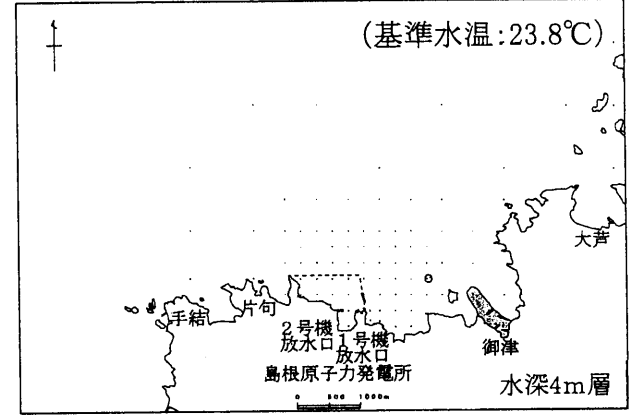 (基準水温:23.8℃)
大芦
手結
片句
2号機
放水口
1号機
放水口
御津
島根原子力発電所
0 500 1000m
水深4m層